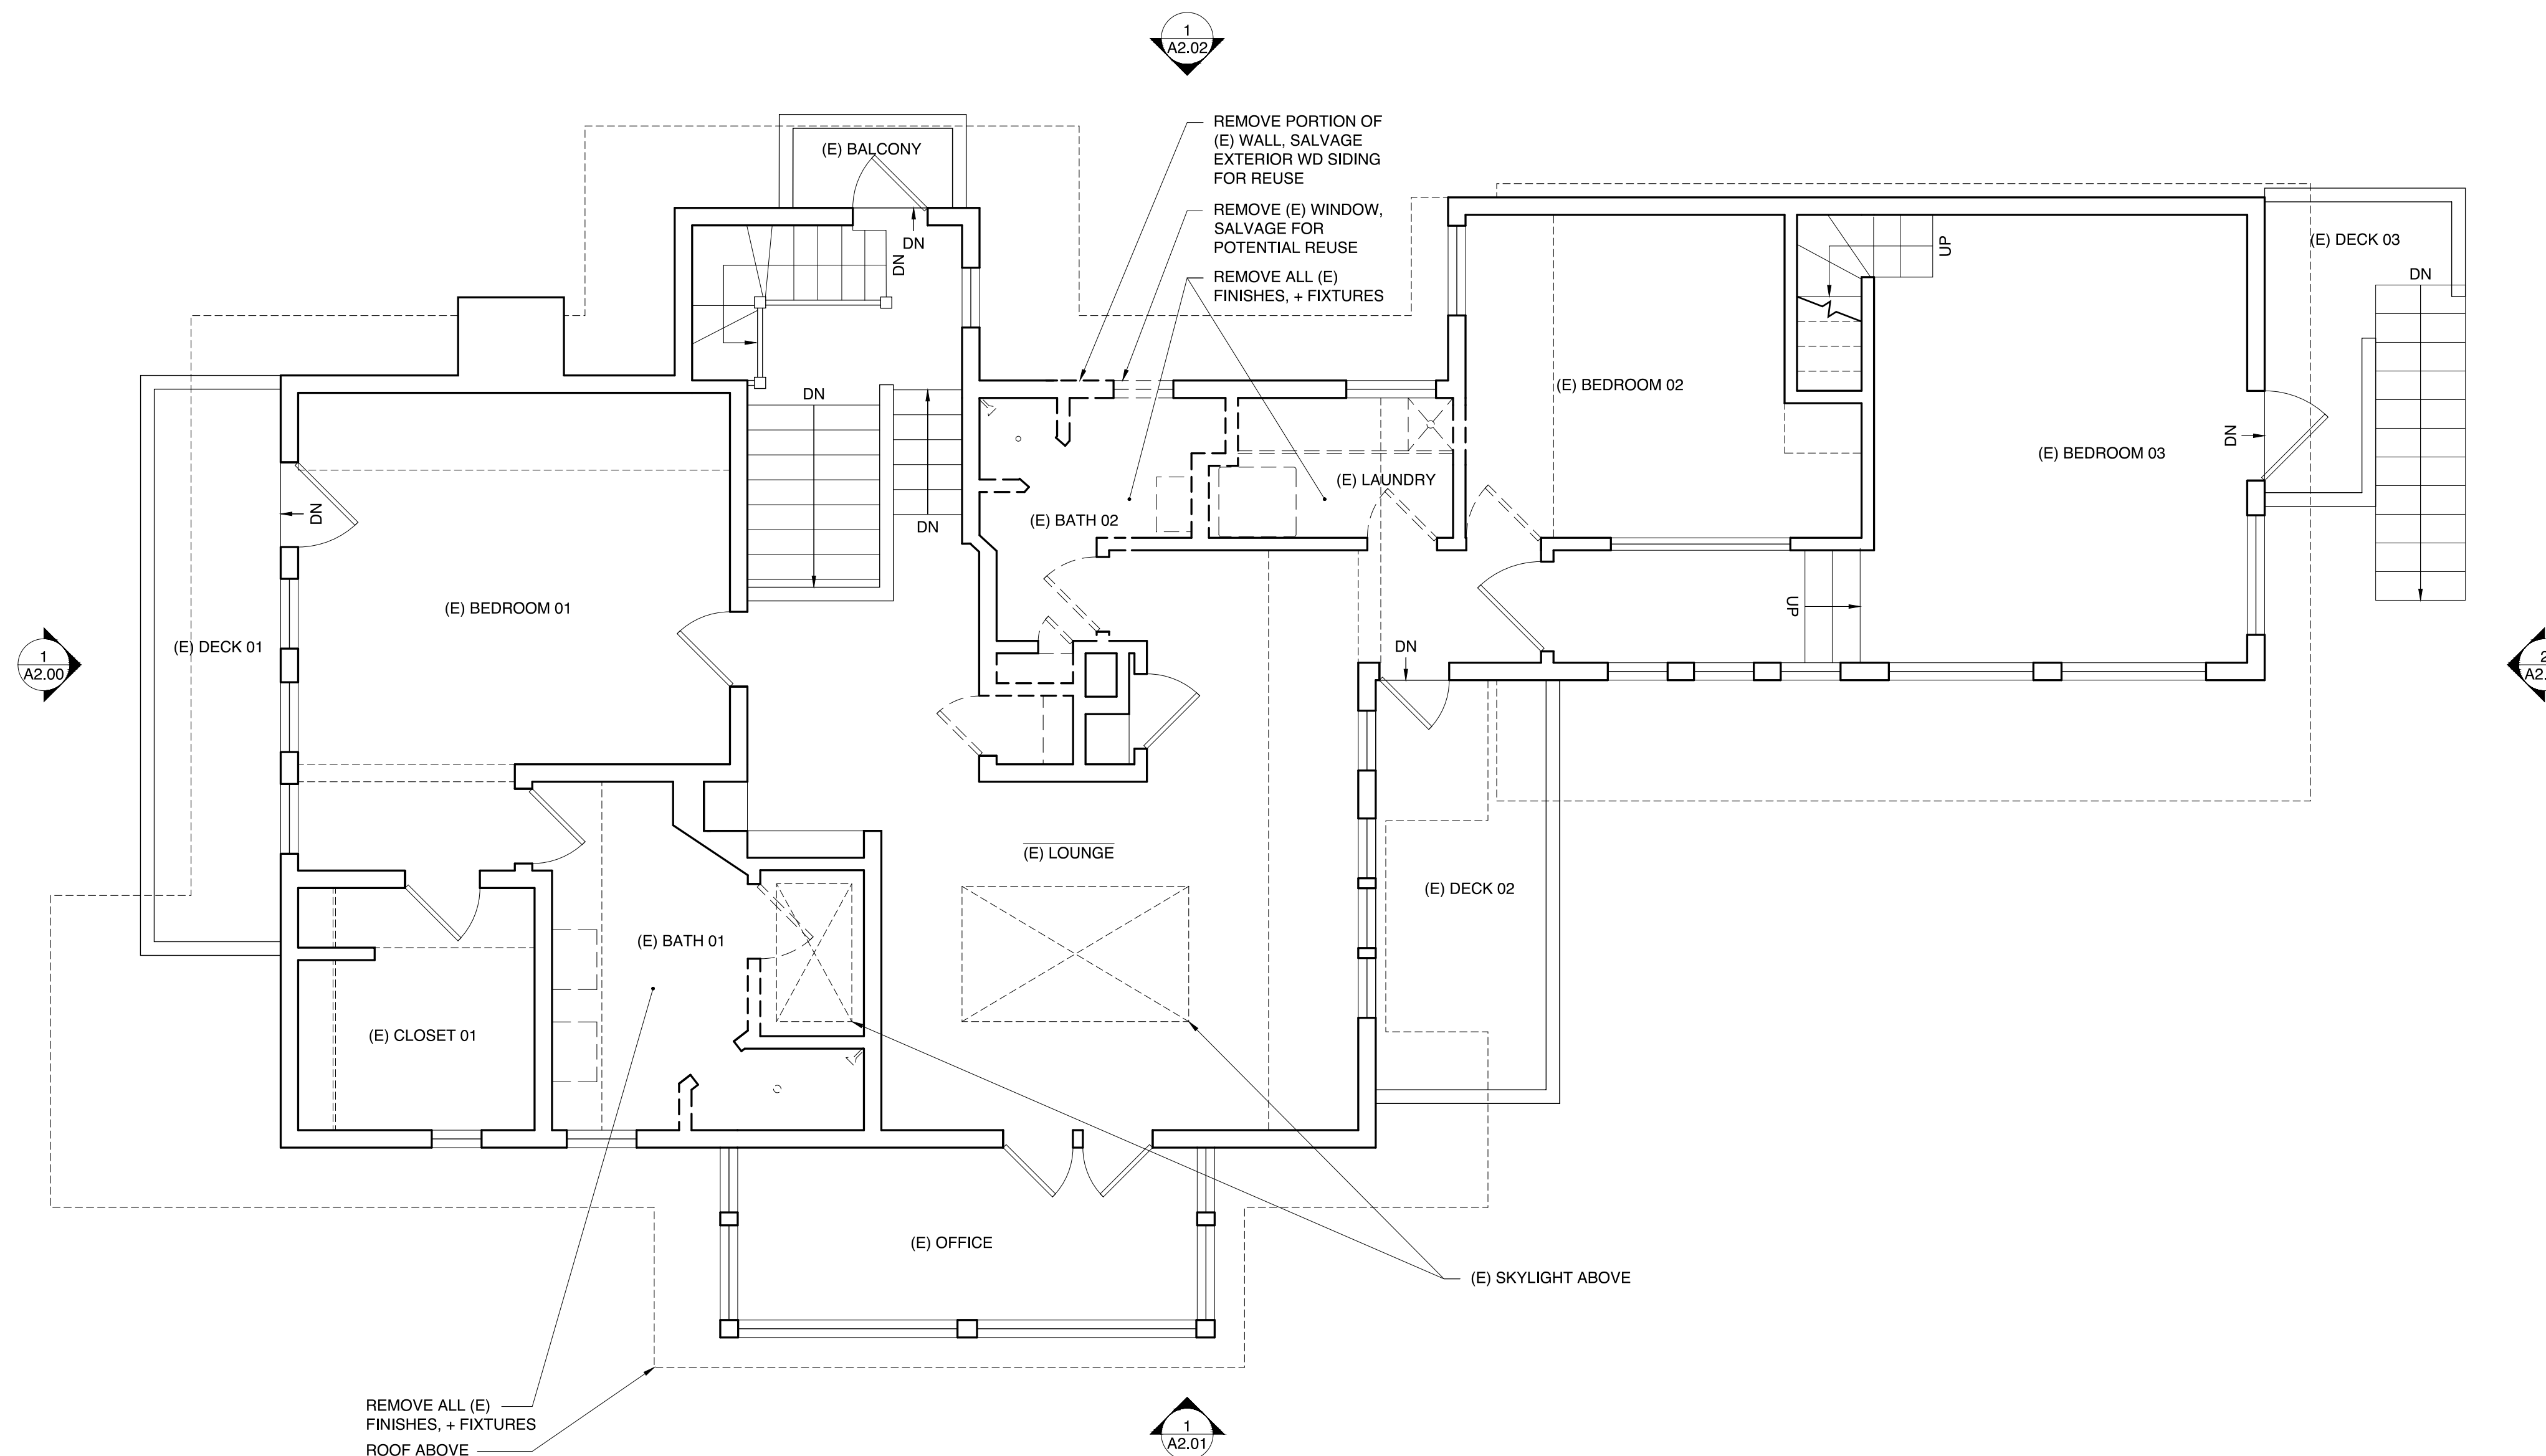 1
A2.02
REMOVE PORTION OF
(E) WALL, SALVAGE
EXTERIOR WD SIDING
FOR REUSE
(E) BALCONY
REMOVE (E) WINDOW,
SALVAGE FOR
POTENTIAL REUSE
DN
DN
UP
(E) DECK 03
REMOVE ALL (E)
FINISHES, + FIXTURES
DN
(E) BEDROOM 02
DN
DN
(E) BEDROOM 03
(E) LAUNDRY
DN
(E) BATH 02
DN
(E) BEDROOM 01
UP
(E) DECK 01
DN
1
A2.00
2
A2.
(E) LOUNGE
(E) DECK 02
(E) BATH 01
(E) CLOSET 01
(E) OFFICE
(E) SKYLIGHT ABOVE
REMOVE ALL (E)
FINISHES, + FIXTURES
ROOF ABOVE
1
A2.01